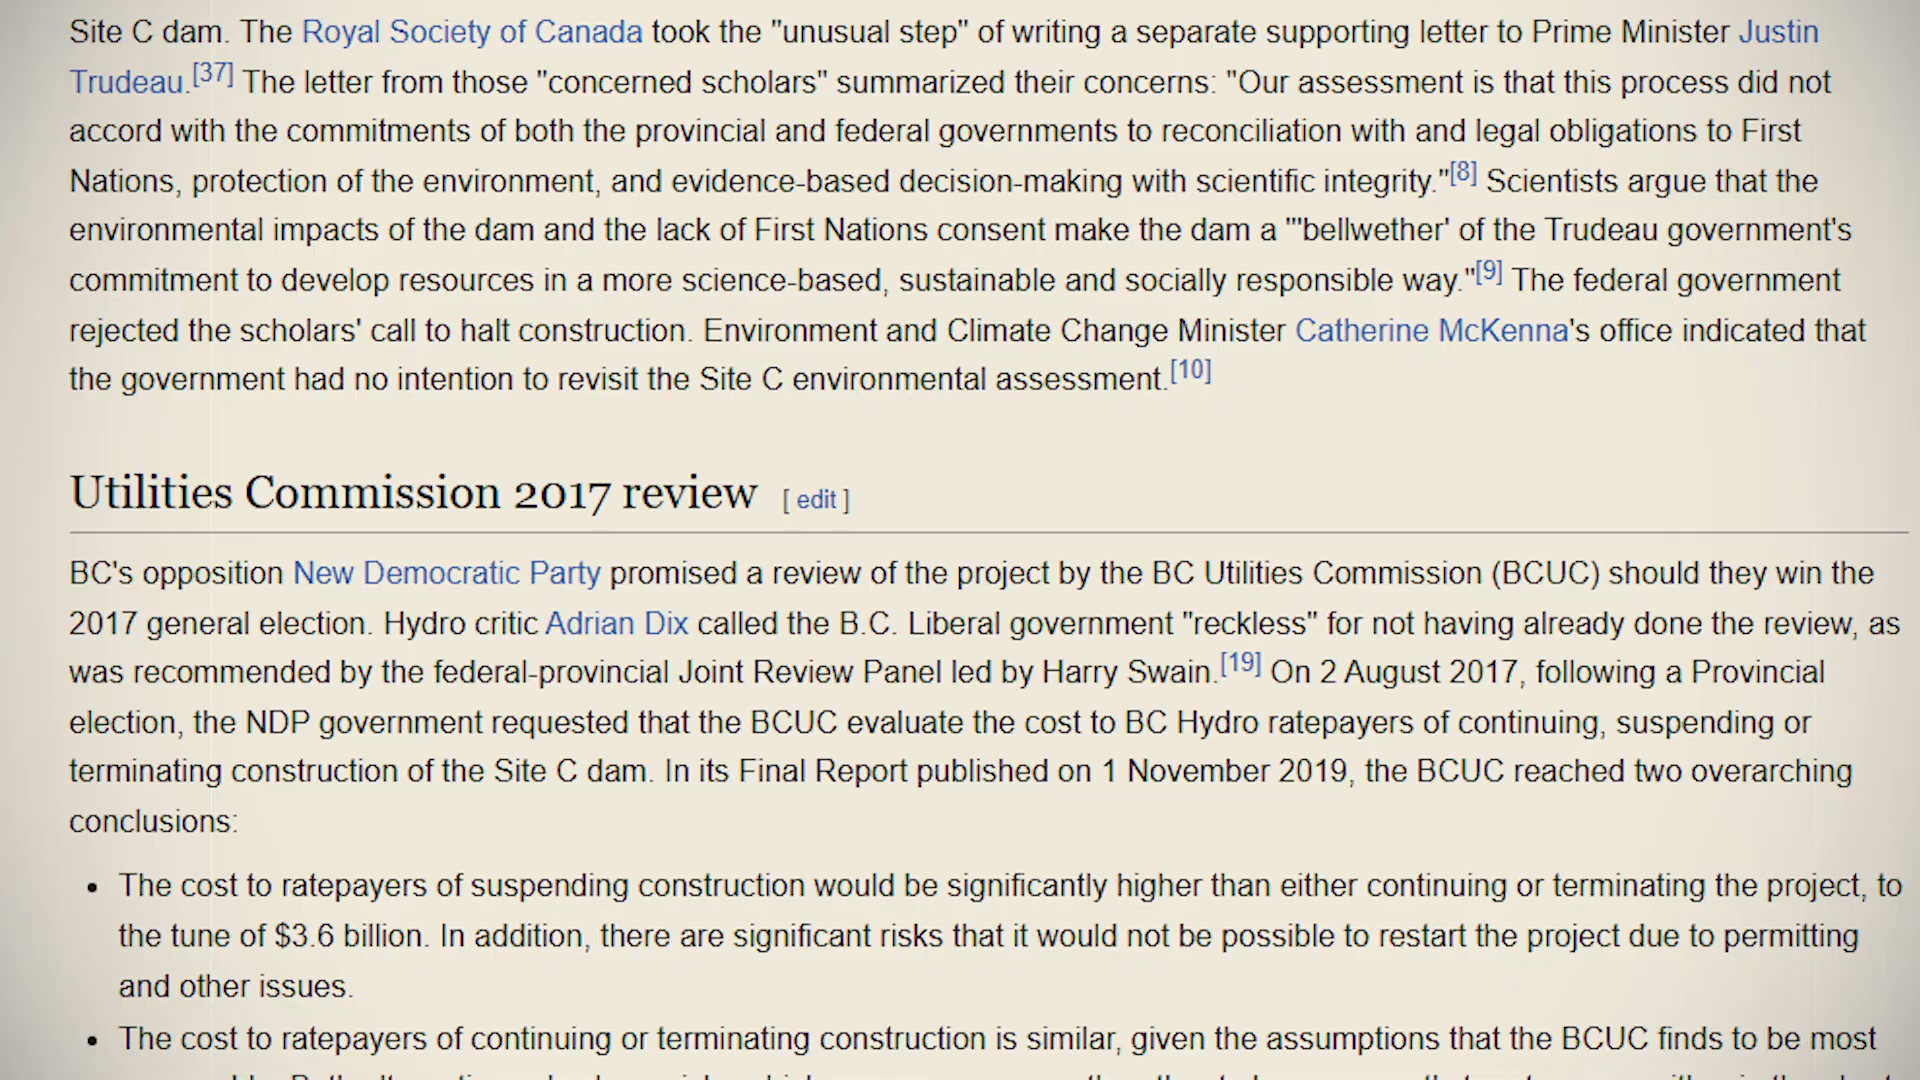 Site C dam. The Royal Society of Canada took the "unusual step" of writing a separate supporting letter to Prime Minister Justin
Trudeau.[37] The letter from those "concerned scholars" summarized their concerns: "Our assessment is that this process did not
accord with the commitments of both the provincial and federal governments to reconciliation with and legal obligations to First
Nations, protection of the environment, and evidence-based decision-making with scientific integrity."[8] Scientists argue that the
environmental impacts of the dam and the lack of First Nations consent make the dam a "'bellwether' of the Trudeau government's
commitment to develop resources in a more science-based, sustainable and socially responsible way."[9] The federal government
rejected the scholars' call to halt construction. Environment and Climate Change Minister Catherine McKenna's office indicated that
the government had no intention to revisit the Site C environmental assessment.[10]
Utilities Commission 2017 review [ edit ]
BC's opposition New Democratic Party promised a review of the project by the BC Utilities Commission (BCUC) should they win the
2017 general election. Hydro critic Adrian Dix called the B.C. Liberal government "reckless" for not having already done the review, as
was recommended by the federal-provincial Joint Review Panel led by Harry Swain.[19] On 2 August 2017, following a Provincial
election, the NDP government requested that the BCUC evaluate the cost to BC Hydro ratepayers of continuing, suspending or
terminating construction of the Site C dam. In its Final Report published on 1 November 2019, the BCUC reached two overarching
conclusions:
• The cost to ratepayers of suspending construction would be significantly higher than either continuing or terminating the project, to
the tune of $3.6 billion. In addition, there are significant risks that it would not be possible to restart the project due to permitting
and other issues.
• The cost to ratepayers of continuing or terminating construction is similar, given the assumptions that the BCUC finds to be most